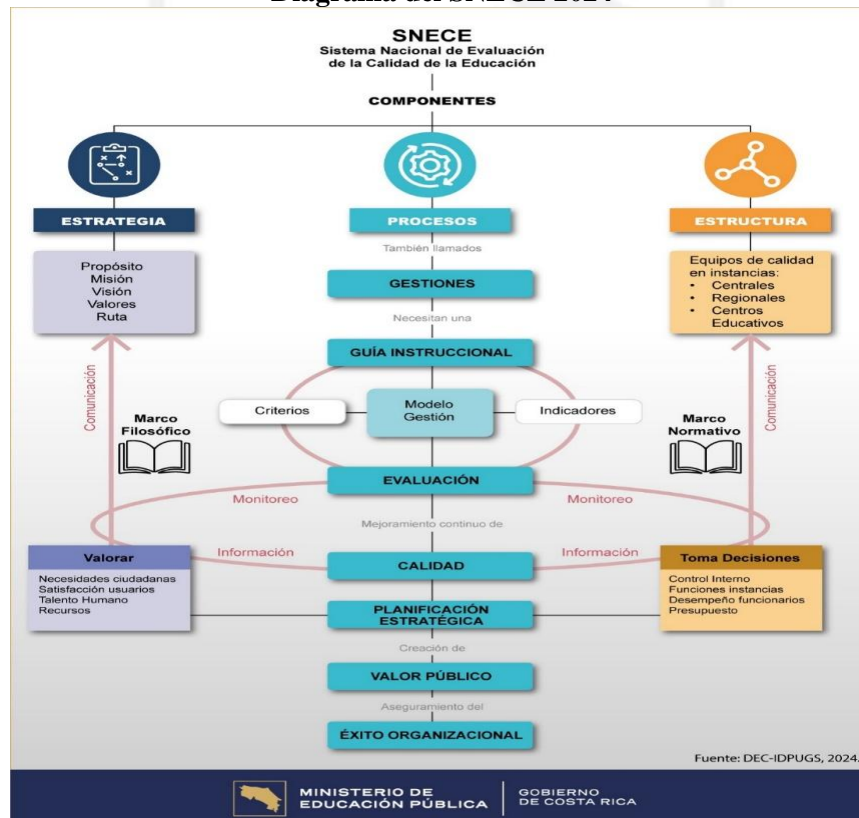 Diagrama del SNECE 2024
SNECE
Sistema Nacional de Evaluación
de la Calidad de la Educación
COMPONENTES
ESTRATEGIA
PROCESOS
ESTRUCTURA
Propósito
Misión
Visión
Valores
Ruta
También llamados
GESTIONES
Necesitan una
GUÍA INSTRUCCIONAL
Equipos de calidad
en instancias:
• Centrales
• Regionales
• Centros
Educativos
Comunicación
Marco
Filosófico
Criterios
Modelo
Gestión
Indicadores
Marco
Normativo
Comunicación
EVALUACIÓN
Monitoreo
Monitoreo
Mejoramiento continuo de
Información
Información
CALIDAD
Valorar
Necesidades ciudadanas
Satisfacción usuarios
Talento Humano
Recursos
Toma Decisiones
Control Interno
Funciones instancias
Desempeño funcionarios
Presupuesto
PLANIFICACIÓN
ESTRATÉGICA
Creación de
VALOR PÚBLICO
Aseguramiento del
ÉXITO ORGANIZACIONAL
Fuente: DEC-IDPUGS, 2024.
MINISTERIO DE
EDUCACIÓN PÚBLICA
GOBIERNO
DE COSTA RICA